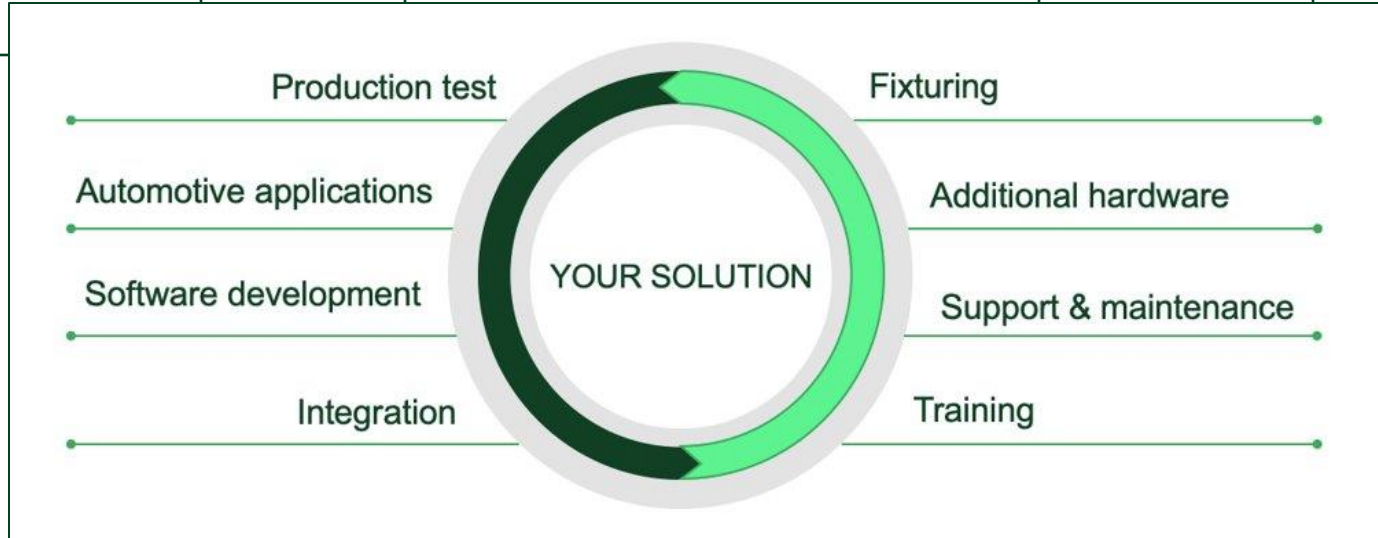 Production test
Automotive applications
Software development
Integration
YOUR SOLUTION
Fixturing
Additional hardware
Support & maintenance
Training